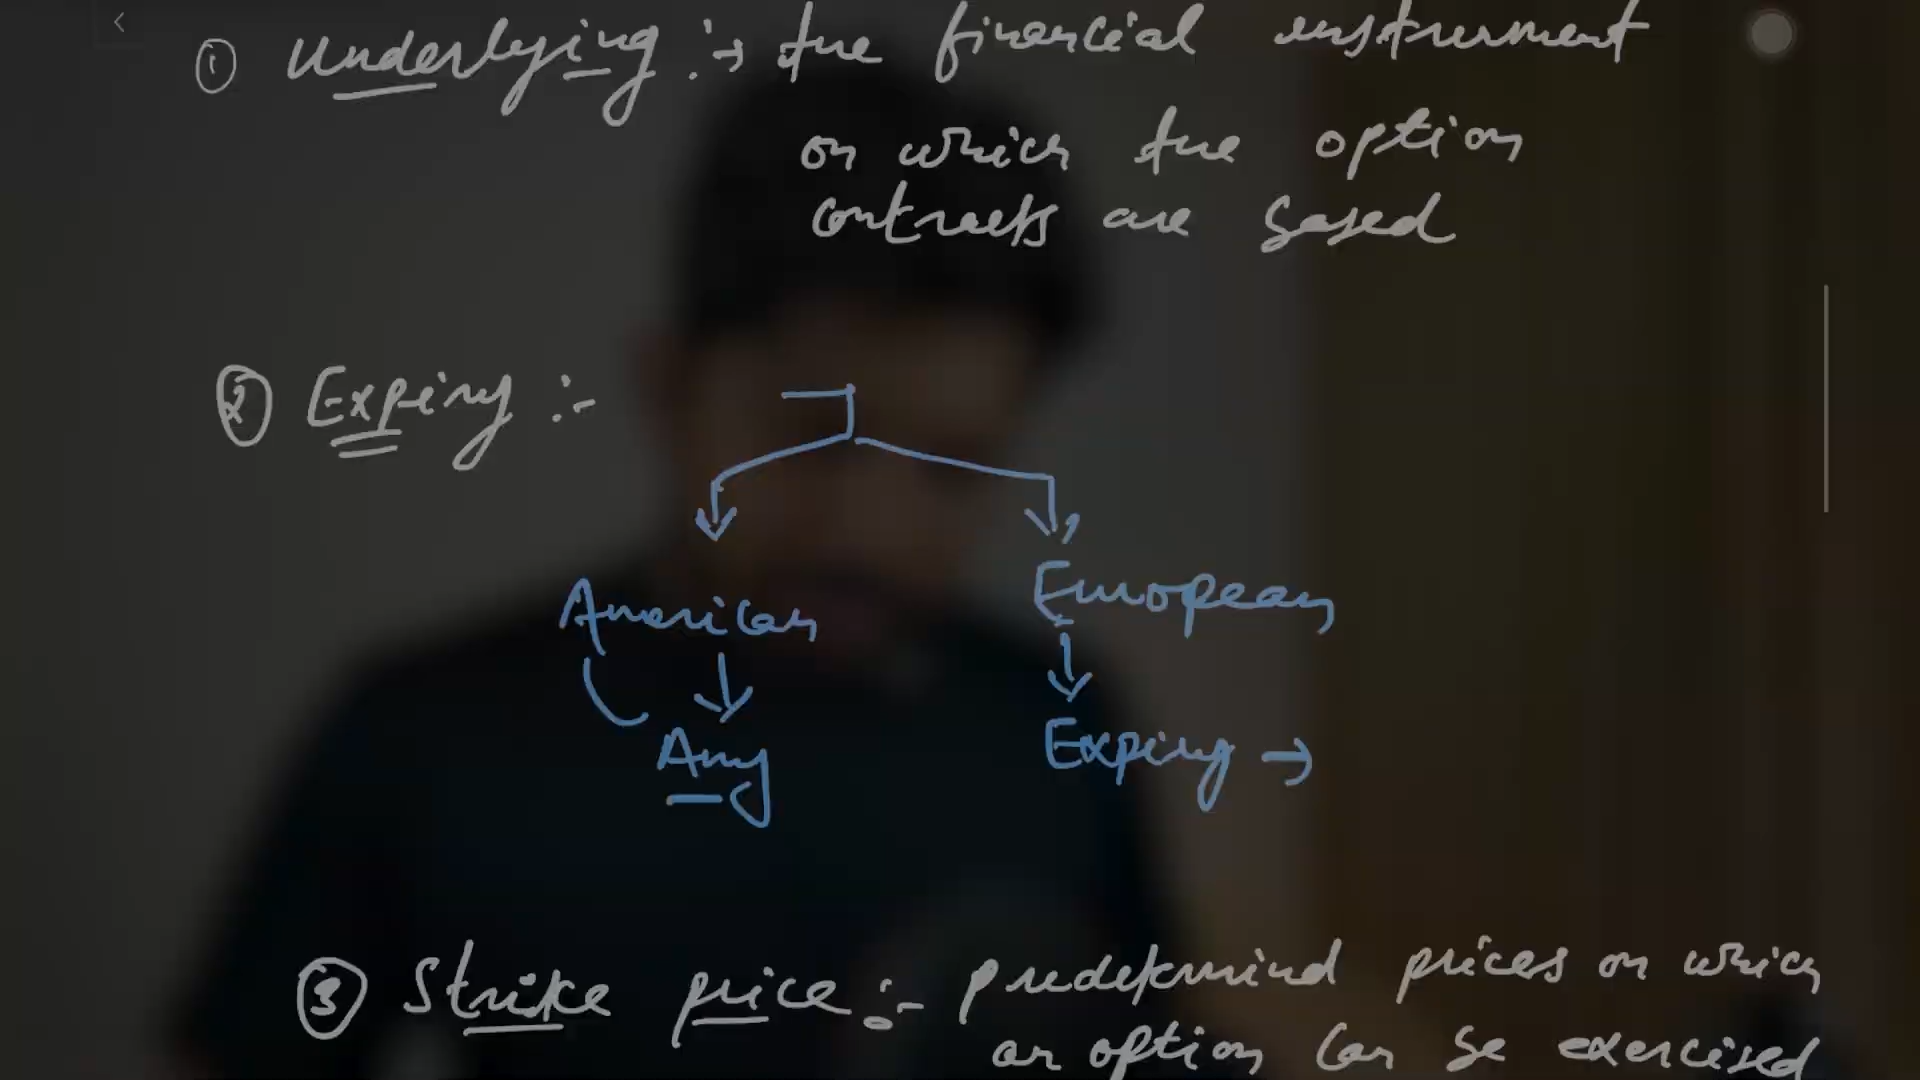 ① Underlying :→ the financial instrument
on which the option
contracts are based
② Expiry :-
American European
Any Expiry →
③ Strike price :- predetermind prices on which
an option can be exercised